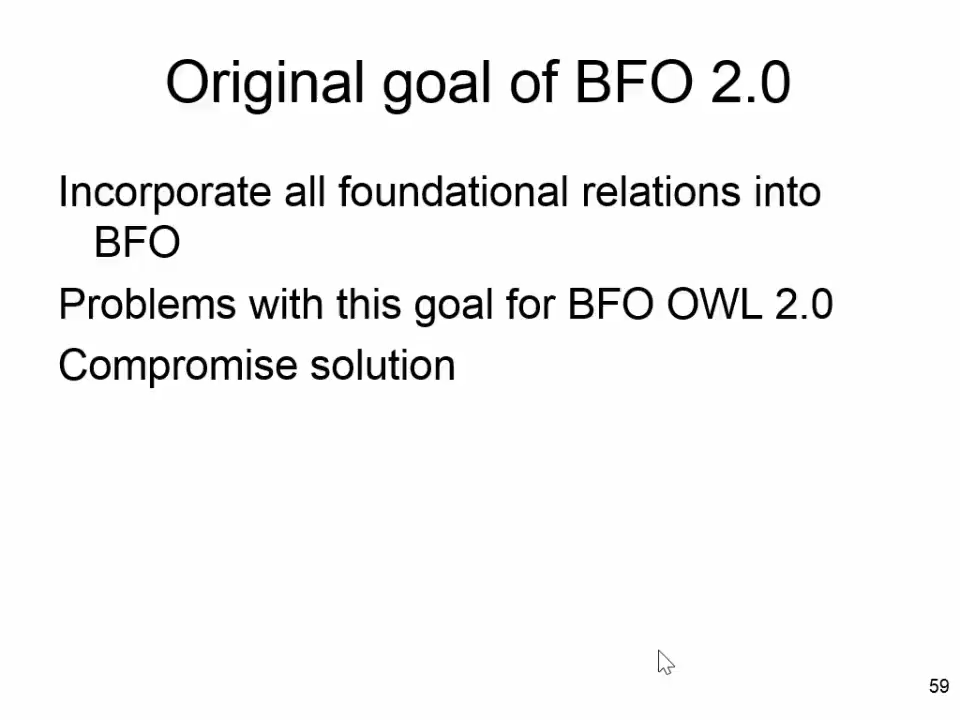 Original goal of BFO 2.0
Incorporate all foundational relations into
BFO
Problems with this goal for BFO OWL 2.0
Compromise solution
59